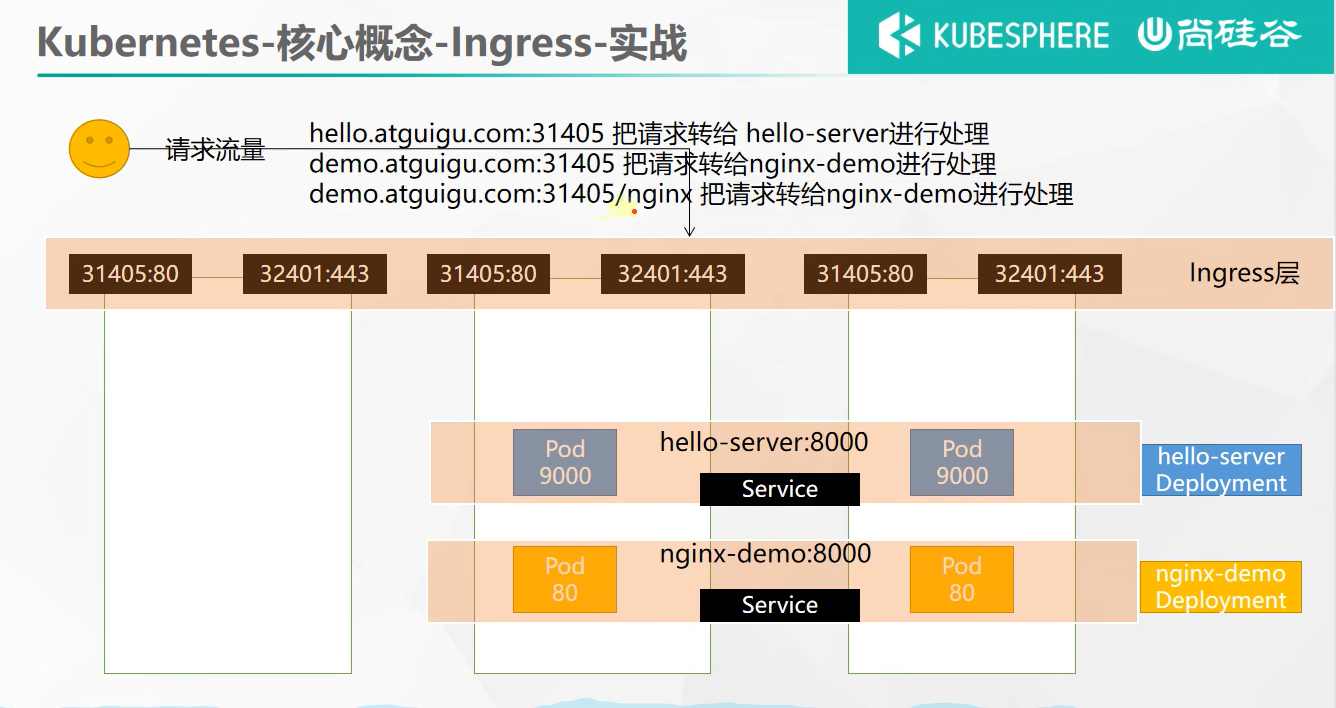 Kubernetes-核心概念-Ingress-实战
KUBESPHERE 尚硅谷
请求流量
hello.atguigu.com:31405 把请求转给 hello-server进行处理
demo.atguigu.com:31405 把请求转给nginx-demo进行处理
demo.atguigu.com:31405/nginx 把请求转给nginx-demo进行处理
31405:80 32401:443 31405:80 32401:443 31405:80 32401:443 Ingress层
hello-server:8000
Pod
9000
Service
Pod
9000
hello-server
Deployment
nginx-demo:8000
Pod
80
Service
Pod
80
nginx-demo
Deployment